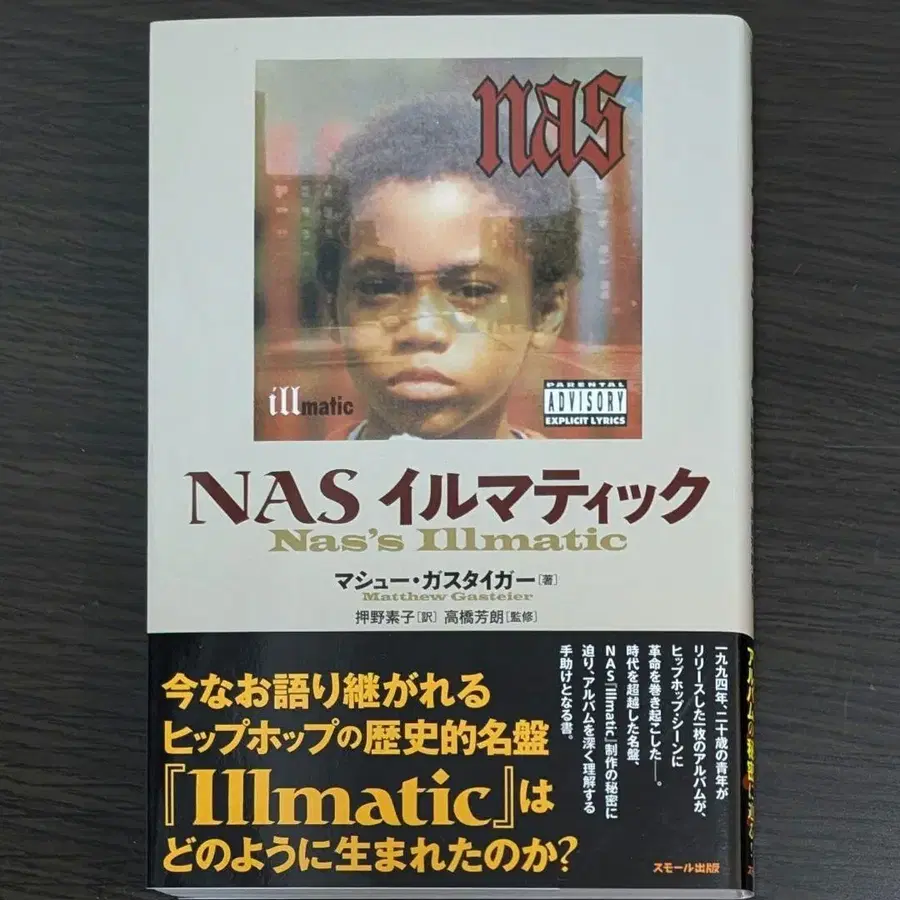 nas
illmatic
PARENTAL
ADVISORY
EXPLICIT LYRICS
NAS イルマティック
Nas's Illmatic
マシュー・ガスタイガー[著]
Matthew Gasteier
押野素子[訳] 高橋芳朗[監修]
今なお語り継がれる
ヒップホップの歴史的名盤
『Illmatic』は
どのように生まれたのか?
一九九四年、二十歳の青年が
リリースした一枚のアルバムが、
ヒップホップ・シーンに
革命を巻き起こした――。
時代を超越した名盤、
NAS『Illmatic』制作の秘密に
迫り、アルバムを深く理解する
手助けとなる書。
スモール出版